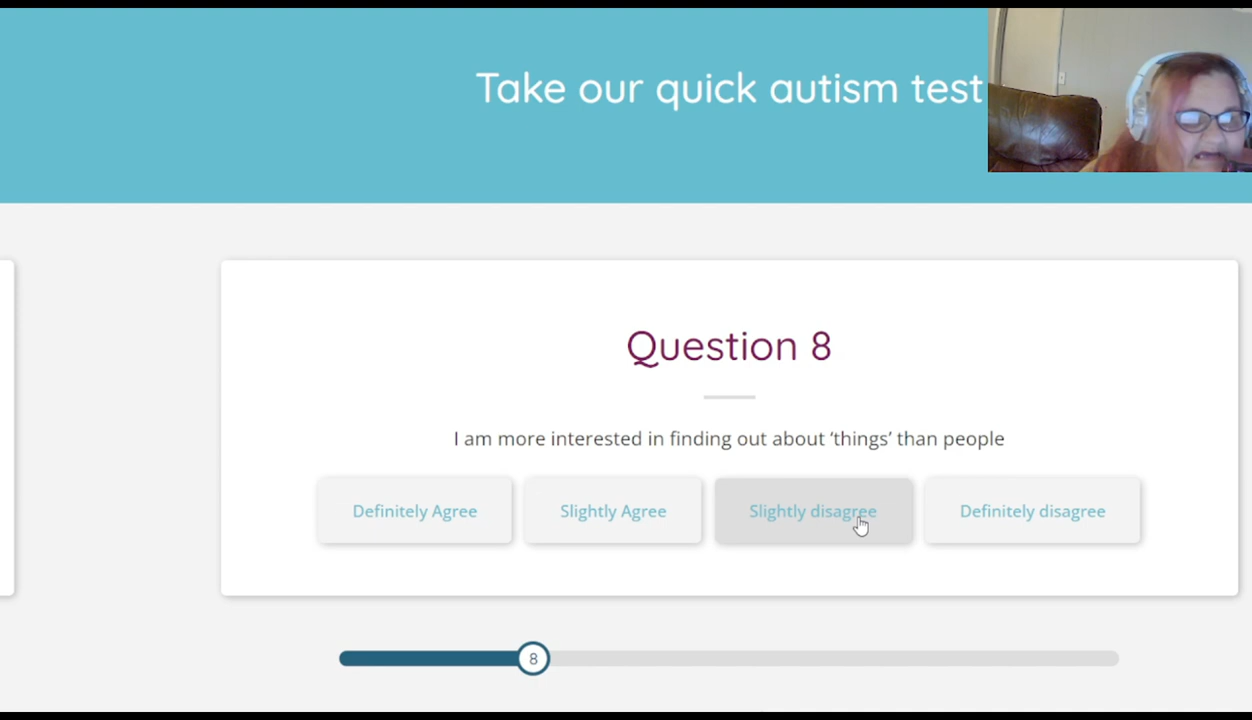 Take our quick autism test
Question 8
I am more interested in finding out about ‘things’ than people
Definitely Agree
Slightly Agree
Slightly disagree
Definitely disagree
8